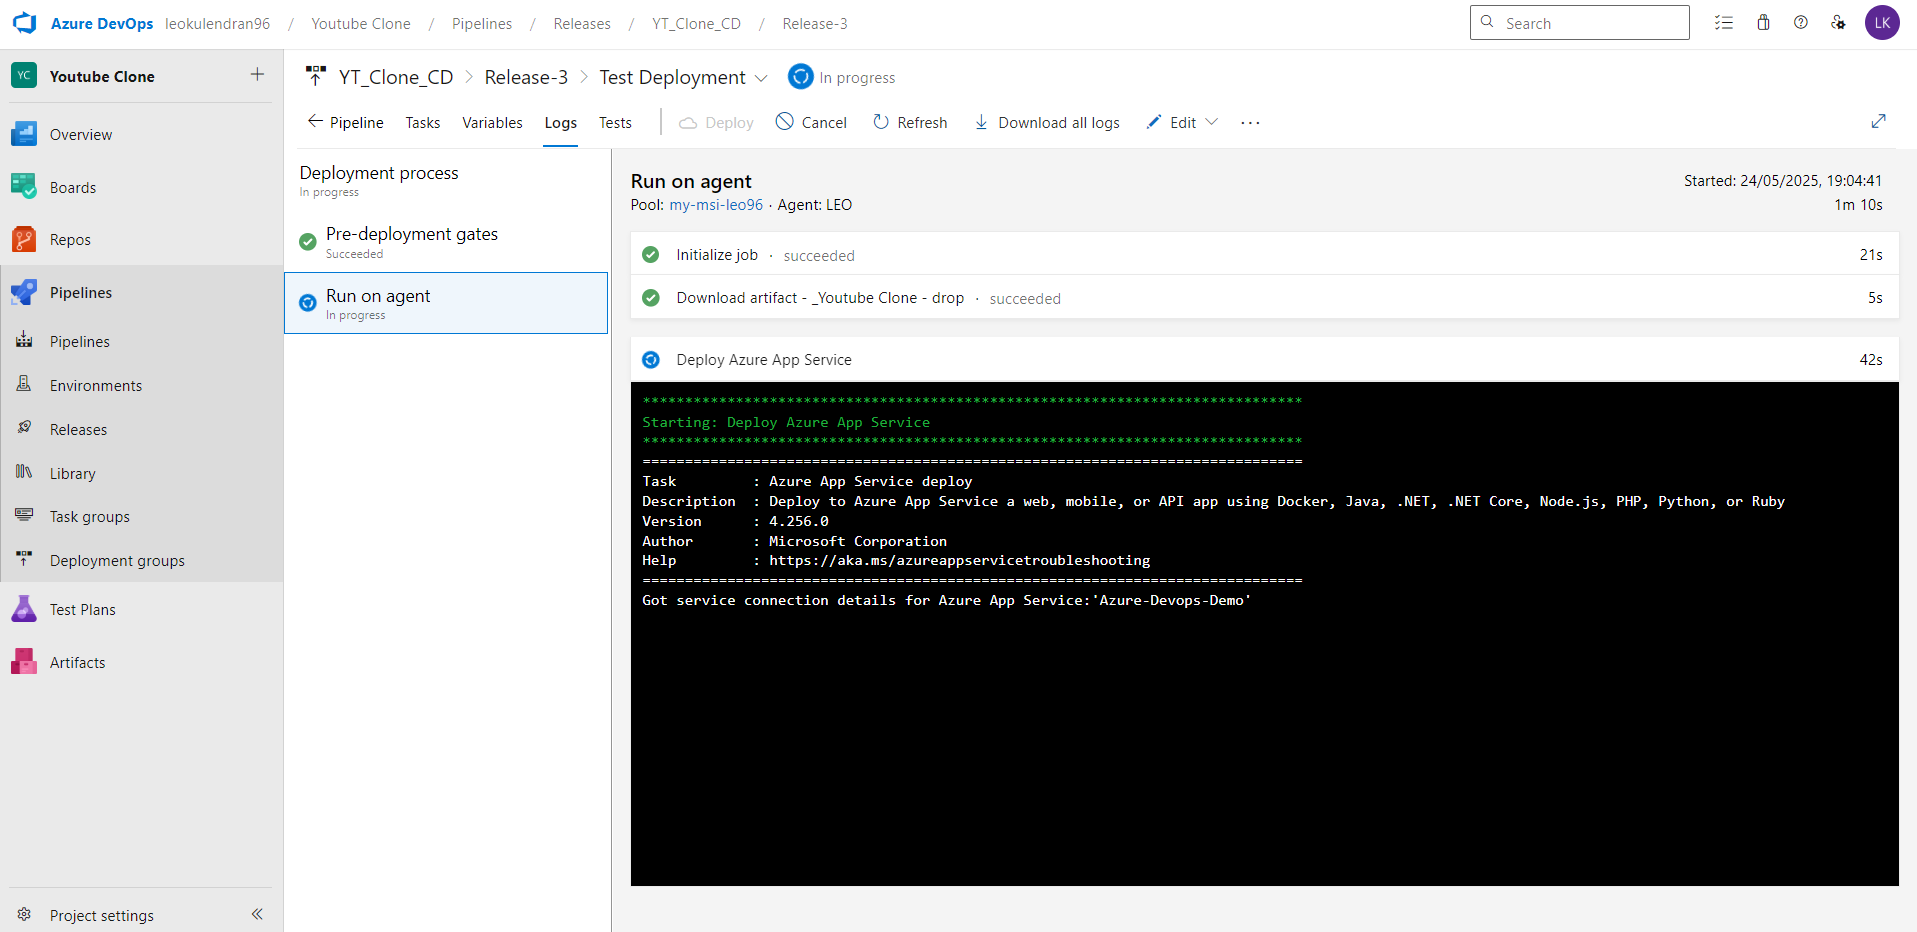 Azure DevOps leokulendran96 / Youtube Clone / Pipelines / Releases / YT_Clone_CD / Release-3
Search
LK
YC Youtube Clone
Overview
Boards
Repos
Pipelines
Pipelines
Environments
Releases
Library
Task groups
Deployment groups
Test Plans
Artifacts
Project settings
YT_Clone_CD > Release-3 > Test Deployment In progress
Pipeline Tasks Variables Logs Tests Deploy Cancel Refresh Download all logs Edit ...
Deployment process
In progress
Pre-deployment gates
Succeeded
Run on agent
In progress
Run on agent
Started: 24/05/2025, 19:04:41
Pool: my-msi-leo96 · Agent: LEO
1m 10s
Initialize job · succeeded 21s
Download artifact - _Youtube Clone - drop · succeeded 5s
Deploy Azure App Service 42s
******************************************************************************
Starting: Deploy Azure App Service
******************************************************************************
==============================================================================
Task         : Azure App Service deploy
Description  : Deploy to Azure App Service a web, mobile, or API app using Docker, Java, .NET, .NET Core, Node.js, PHP, Python, or Ruby
Version      : 4.256.0
Author       : Microsoft Corporation
Help         : https://aka.ms/azureappservicetroubleshooting
==============================================================================
Got service connection details for Azure App Service:'Azure-Devops-Demo'